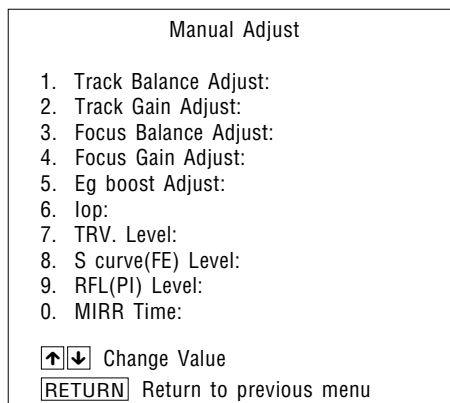 Manual Adjust
1. Track Balance Adjust:
2. Track Gain Adjust:
3. Focus Balance Adjust:
4. Focus Gain Adjust:
5. Eg boost Adjust:
6. Iop:
7. TRV. Level:
8. S curve(FE) Level:
9. RFL(PI) Level:
0. MIRR Time:
↑↓ Change Value
RETURN Return to previous menu